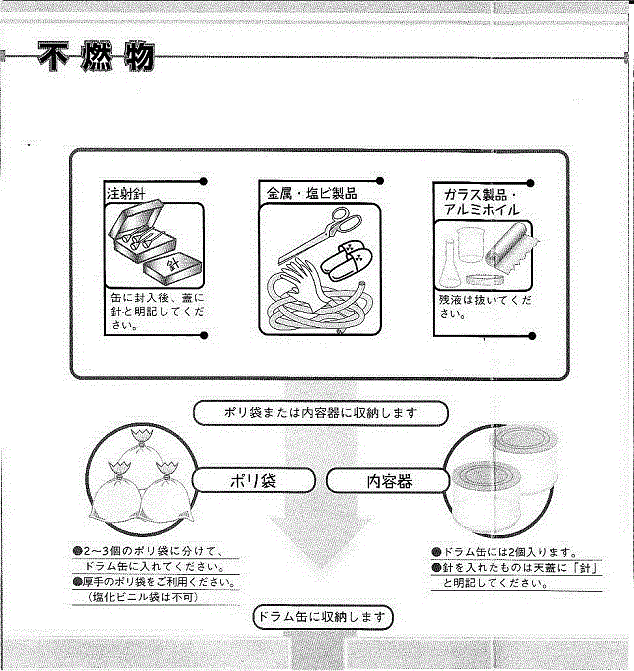 不燃物
注射針
針
缶に封入後、蓋に
針と明記してくだ
さい。
金属・塩ビ製品
ガラス製品・
アルミホイル
残液は抜いてくだ
さい。
ポリ袋または内容器に収納します
ポリ袋
内容器
●2～3個のポリ袋に分けて、
ドラム缶に入れてください。
●厚手のポリ袋をご利用ください。
（塩化ビニル袋は不可）
●ドラム缶には2個入ります。
●針を入れたものは天蓋に「針」
と明記してください。
ドラム缶に収納します